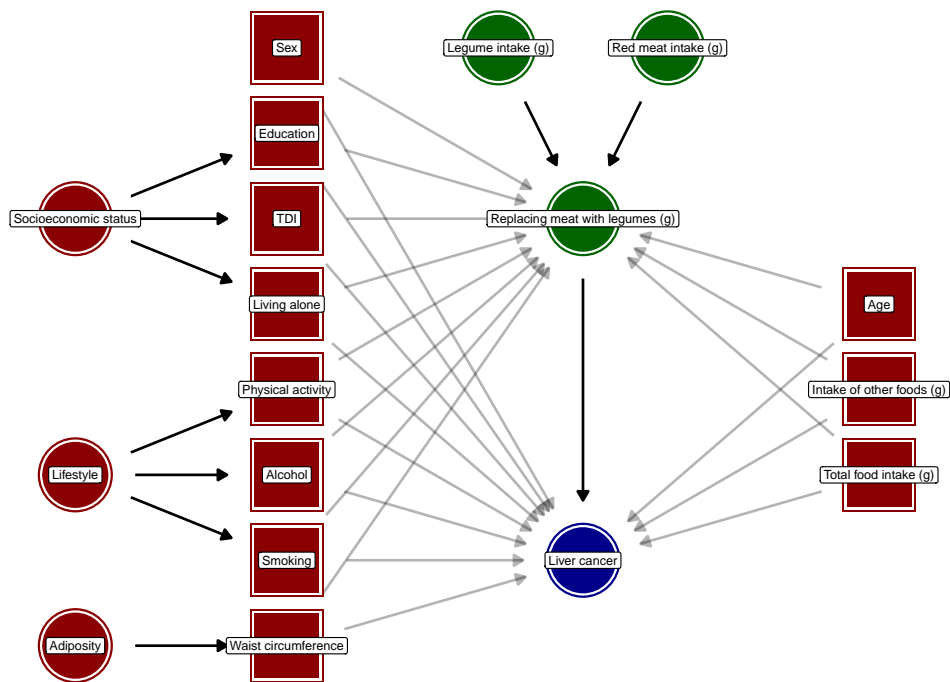 Sex
Legume intake (g)
Red meat intake (g)
Education
Socioeconomic status
TDI
Replacing meat with legumes (g)
Living alone
Age
Physical activity
Intake of other foods (g)
Lifestyle
Alcohol
Total food intake (g)
Smoking
Liver cancer
Adiposity
Waist circumference